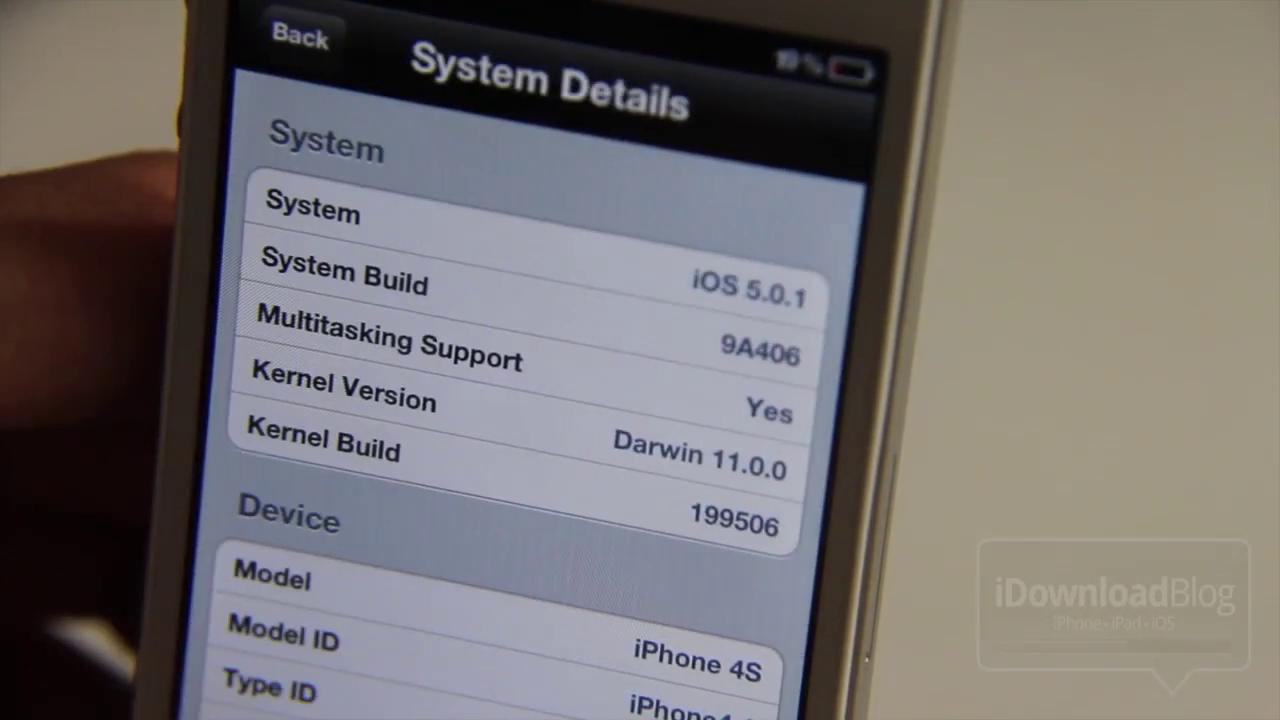 Back
System Details
System
System iOS 5.0.1
System Build 9A406
Multitasking Support Yes
Kernel Version Darwin 11.0.0
Kernel Build 199506
Device
Model iPhone 4S
Model ID
Type ID
iDownloadBlog
iPhone • iPad • iOS